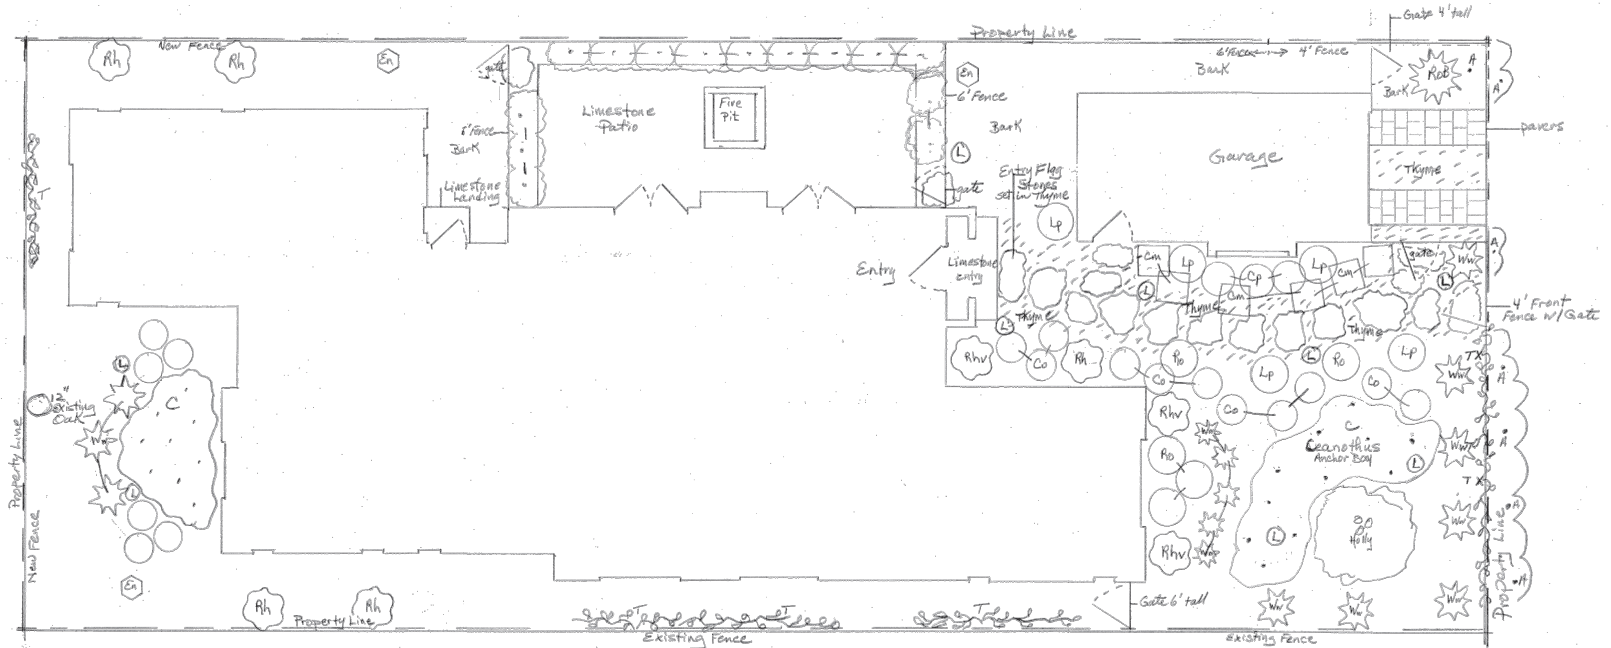 Gate 4' tall
Property Line
New Fence
6' Fence
4' Fence
Rh
Rh
En
gate
Bark
En
RoB
A
Bark
A
6' Fence
Fire
Pit
Limestone
Patio
6' Fence
Bark
Bark
pavers
L
Garage
Thyme
Entry Flag
Stones
set in Thyme
Limestone
Landing
gate
T
Lp
A
gate
Ww
Cm
Lp
Cp
Lp
Cm
Entry
Limestone
Entry
L
L
Cm
Thyme
Thyme
4' Front
Fence w/Gate
L
Thyme
L
Rhv
Co
Rh
Ro
L
Ro
Lp
TX
Co
Lp
Co
Ww
A
12"
Existing
Oak
C
Rhv
Co
C
Ceanothus
Anchor Bay
Ww
Ww
Ww
A
Property Line
Ro
L
L
TX
New Fence
Ww
A
Holly
L
Rhv
Ww
Property Line
En
Rh
Rh
Property Line
T
T
T
Gate 6' tall
Ww
Ww
Ww
A
Existing Fence
Existing Fence